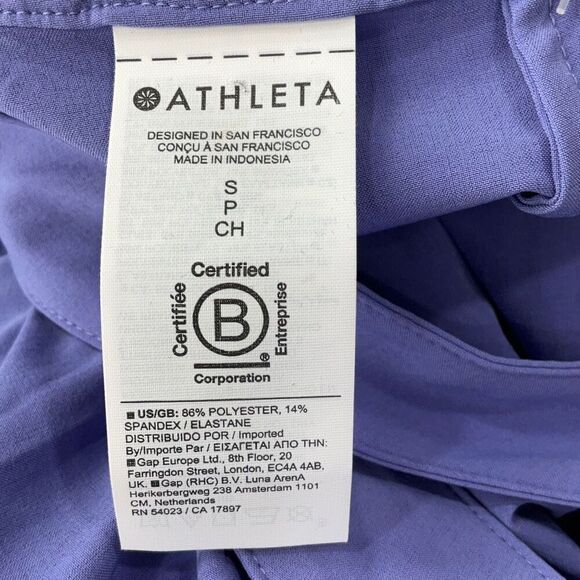 ATHLETA
DESIGNED IN SAN FRANCISCO
CONÇU À SAN FRANCISCO
MADE IN INDONESIA
S
P
CH
Certified
Certifiée
B
Entreprise
®
Corporation
US/GB: 86% POLYESTER, 14%
SPANDEX / ELASTANE
DISTRIBUIDO POR / Imported
By/Importe Par / ΕΙΣΑΓΕΤΑΙ ΑΠΟ ΤΗΝ:
Gap Europe Ltd., 8th Floor, 20
Farringdon Street, London, EC4A 4AB,
UK. Gap (RHC) B.V. Luna ArenA
Herikerbergweg 238 Amsterdam 1101
CM, Netherlands
RN 54023 / CA 17897